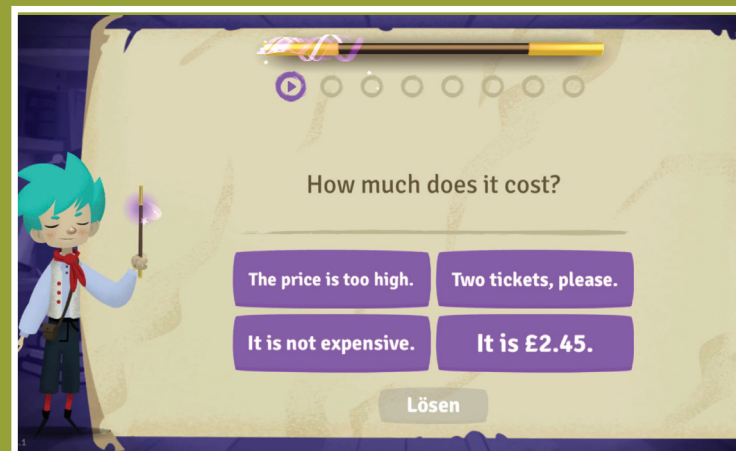 How much does it cost?
The price is too high.
Two tickets, please.
It is not expensive.
It is £2.45.
Lösen